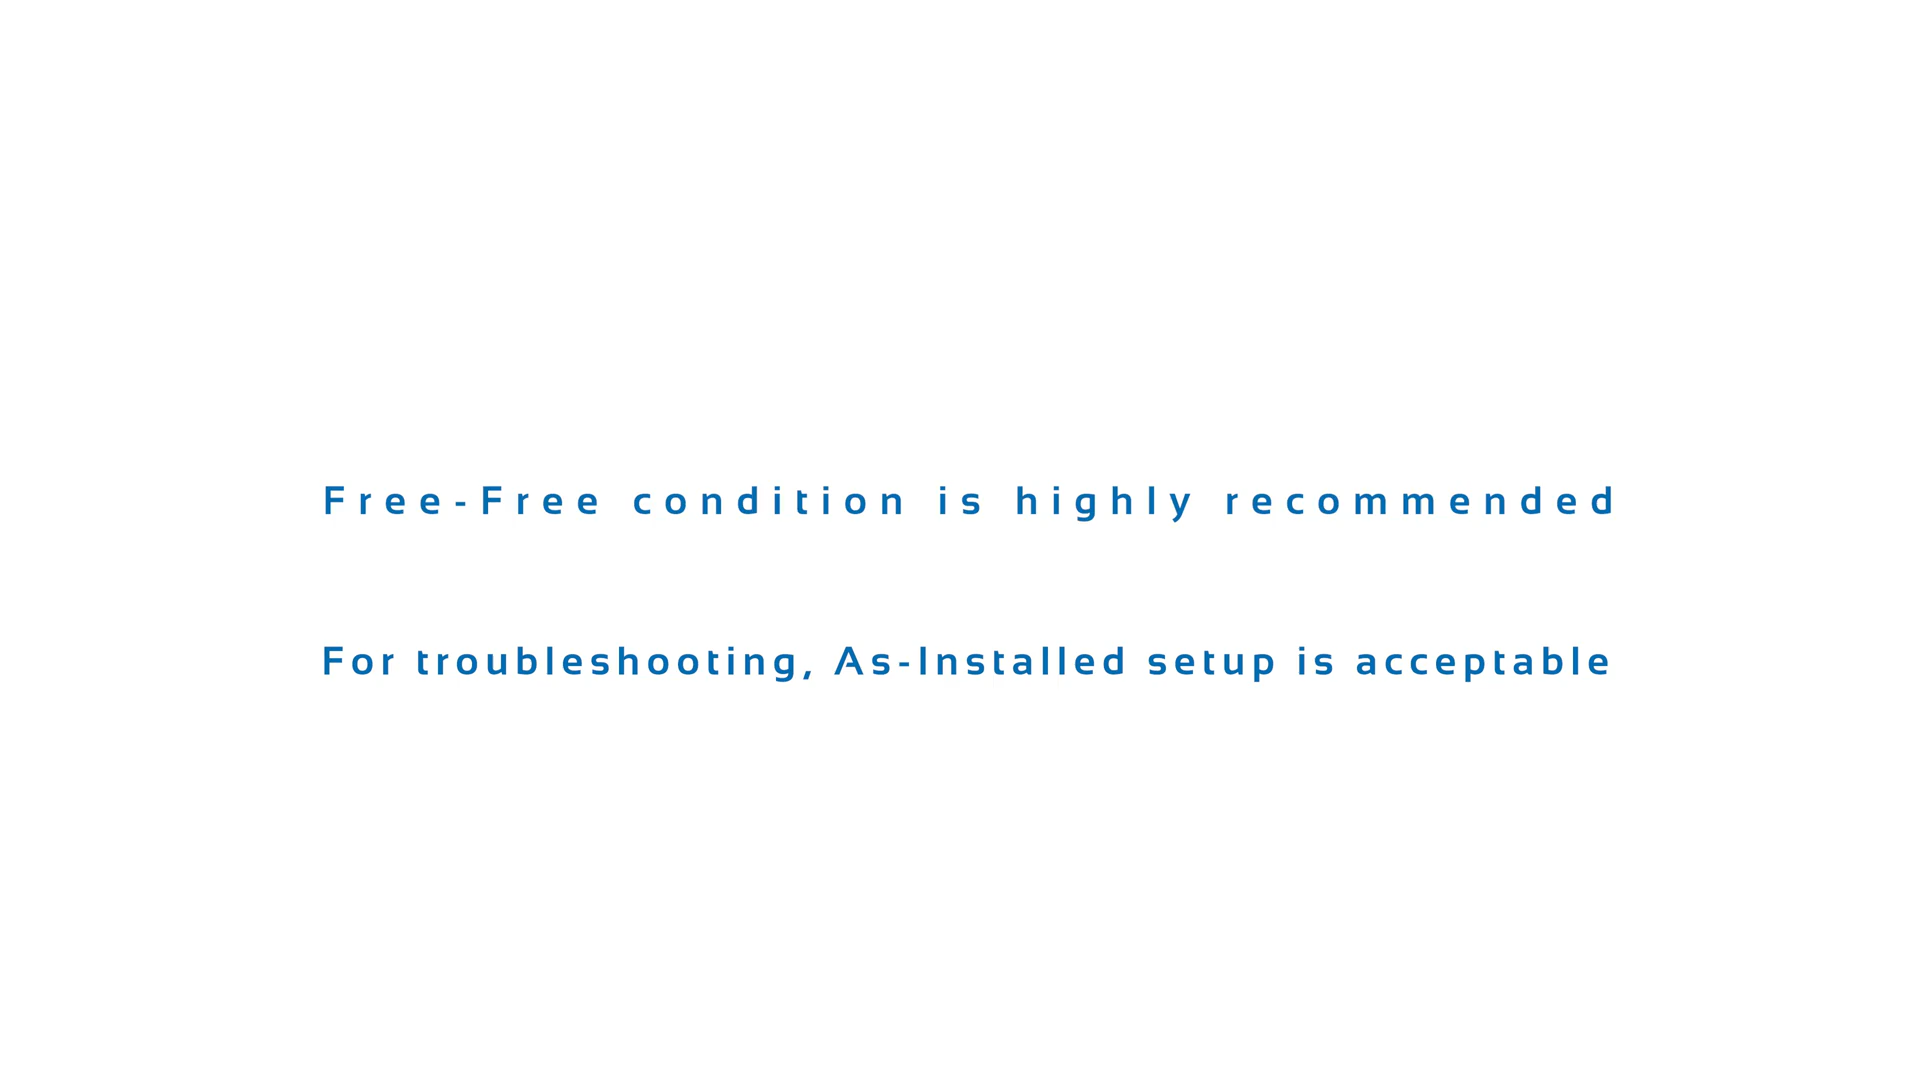 Free-Free condition is highly recommended
For troubleshooting, As-Installed setup is acceptable